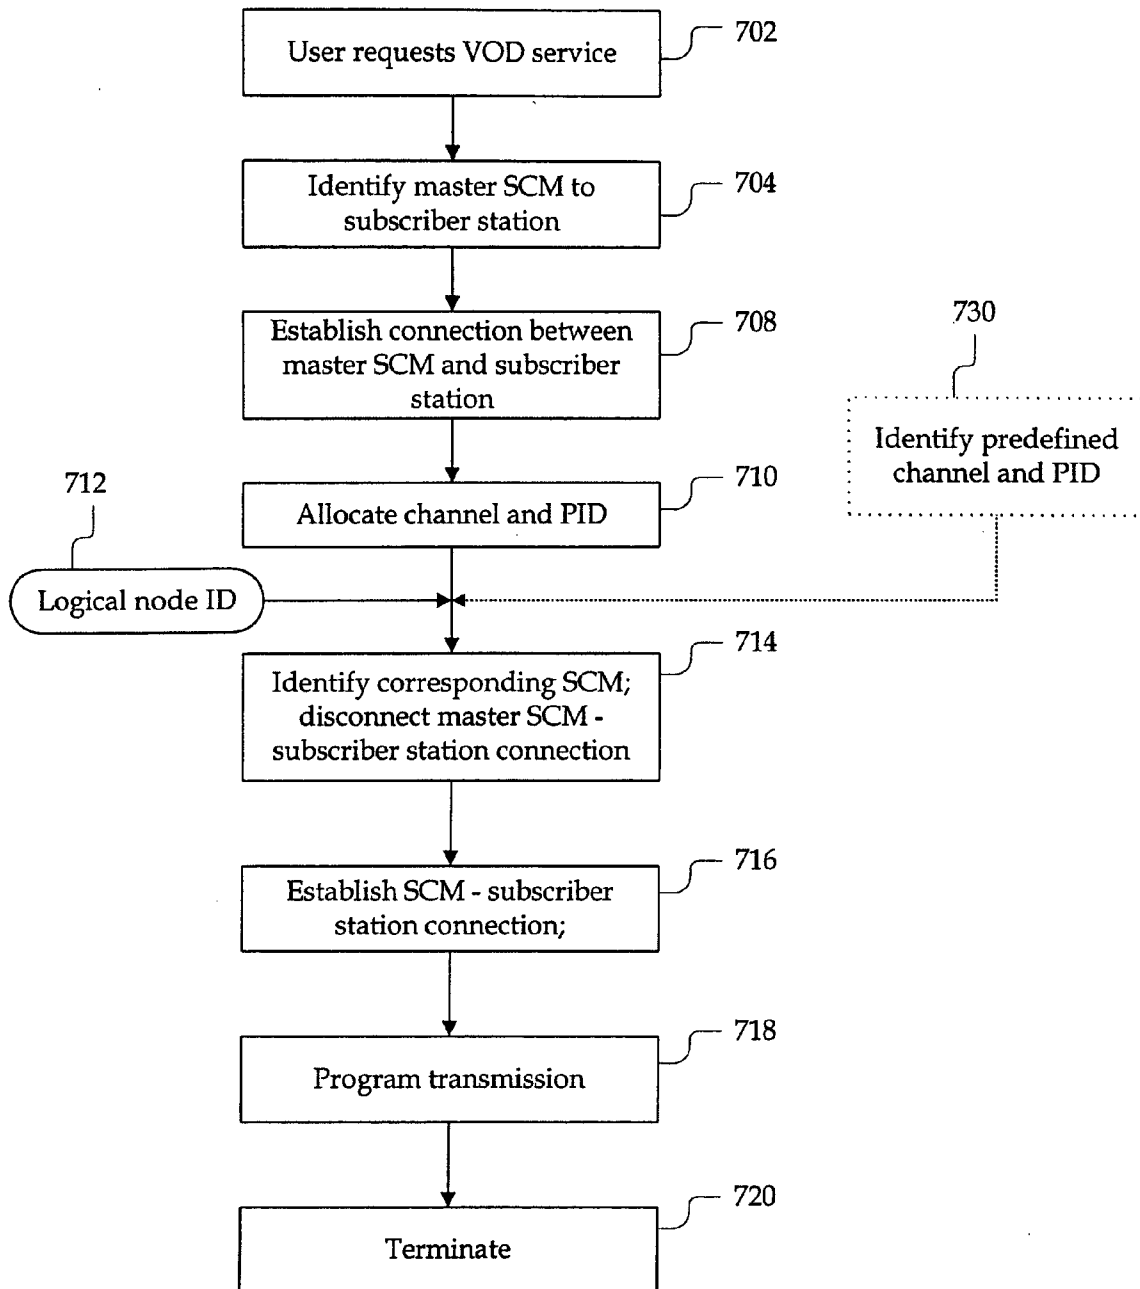 User requests VOD service
702
Identify master SCM to
subscriber station
704
Establish connection between
master SCM and subscriber
station
708
730
Identify predefined
channel and PID
712
Allocate channel and PID
710
Logical node ID
714
Identify corresponding SCM;
disconnect master SCM -
subscriber station connection
716
Establish SCM - subscriber
station connection;
718
Program transmission
720
Terminate